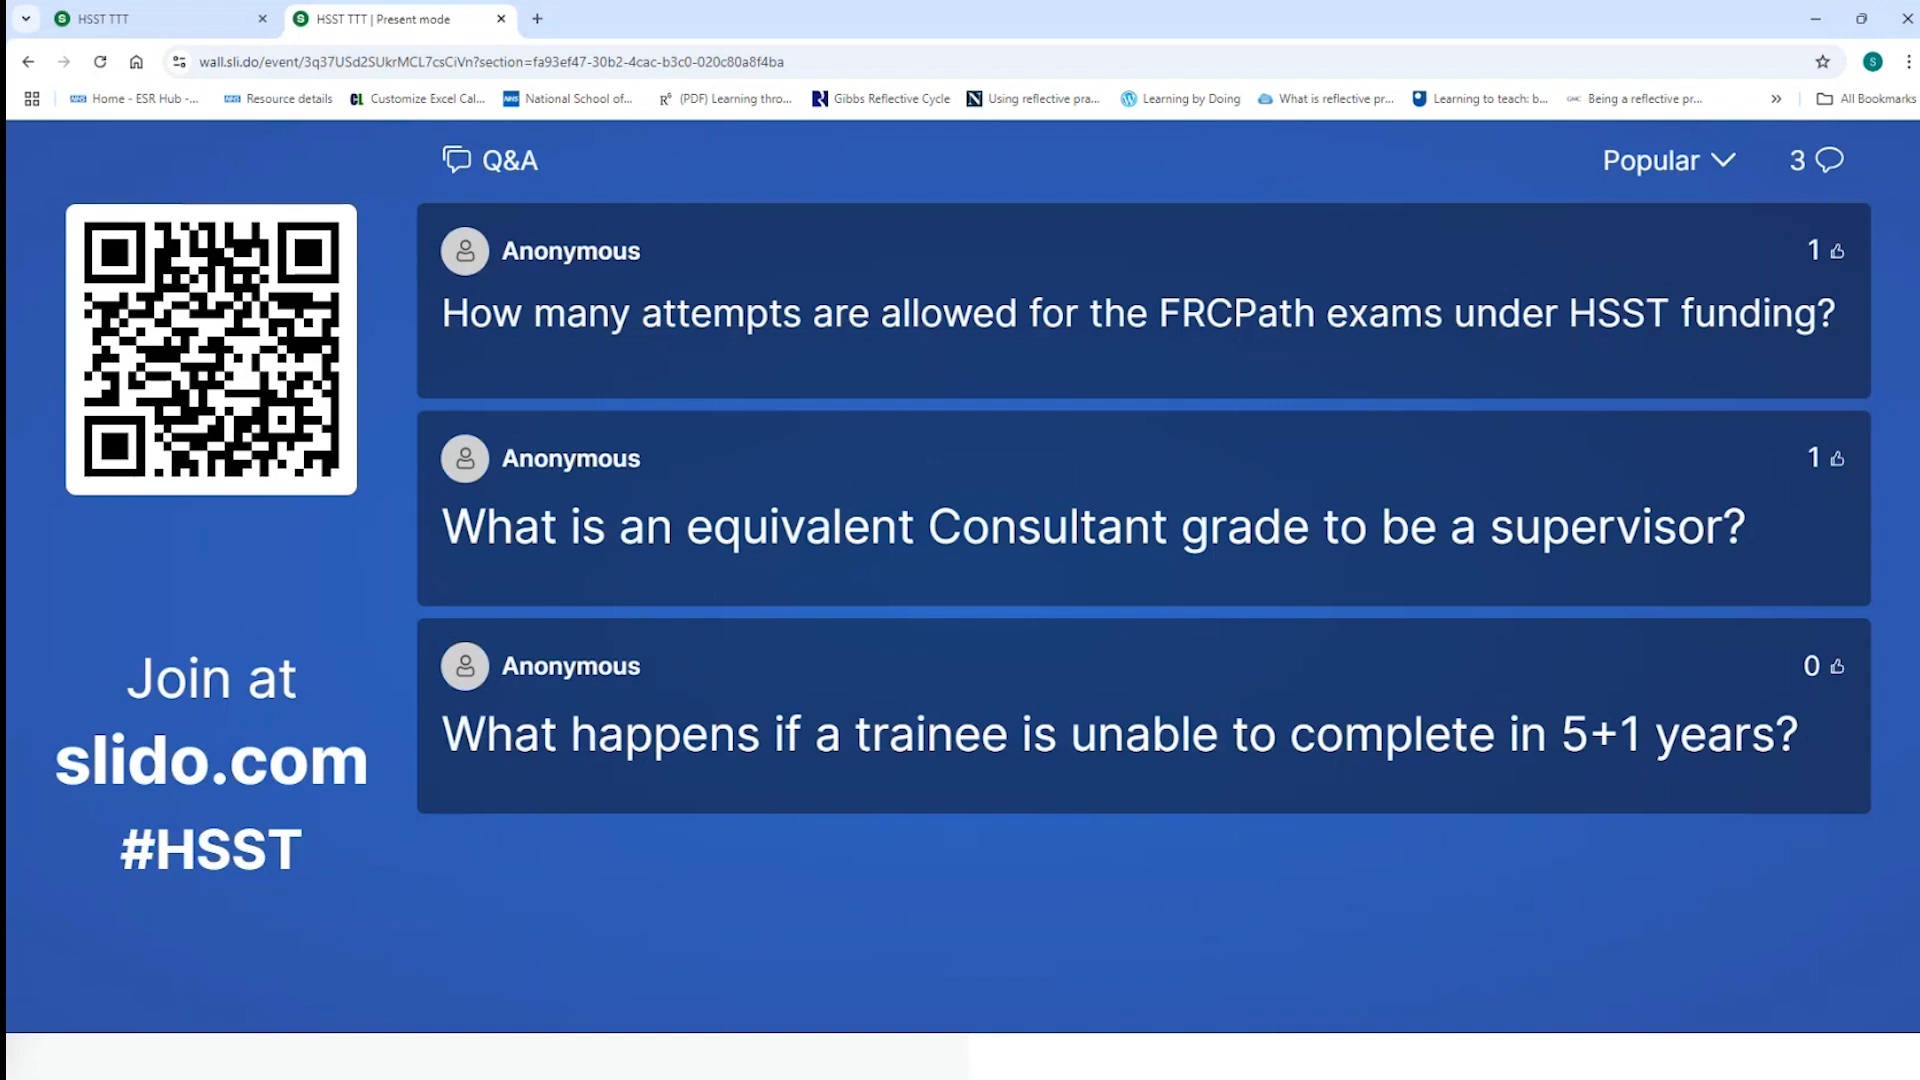 HSST TTT
HSST TTT | Present mode
wall.sli.do/event/3q37USd2SUkrMCL7csCiVn?section=fa93ef47-30b2-4cac-b3c0-020c80a8f4ba
S
Home - ESR Hub -... Resource details Customize Excel Cal... National School of... (PDF) Learning thro... Gibbs Reflective Cycle Using reflective pra... Learning by Doing What is reflective pr... Learning to teach: b... Being a reflective pr... All Bookmarks
Q&A
Popular
3
Anonymous
1
How many attempts are allowed for the FRCPath exams under HSST funding?
Anonymous
1
What is an equivalent Consultant grade to be a supervisor?
Anonymous
0
What happens if a trainee is unable to complete in 5+1 years?
Join at
slido.com
#HSST